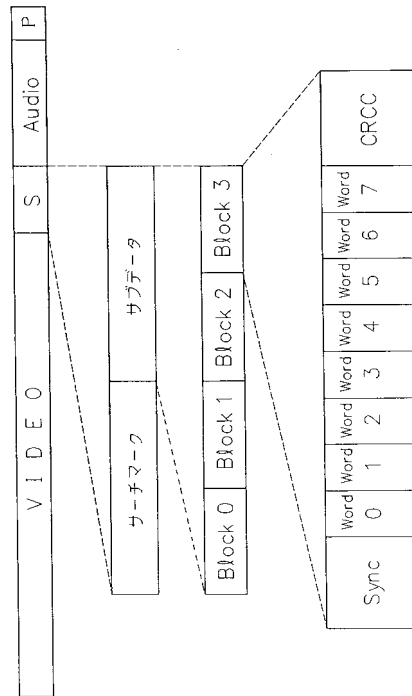 VIDEO S Audio P
サーチマーク サブデータ
Block 0 Block 1 Block 2 Block 3
Sync Word 0 Word 1 Word 2 Word 3 Word 4 Word 5 Word 6 Word 7 CRCC